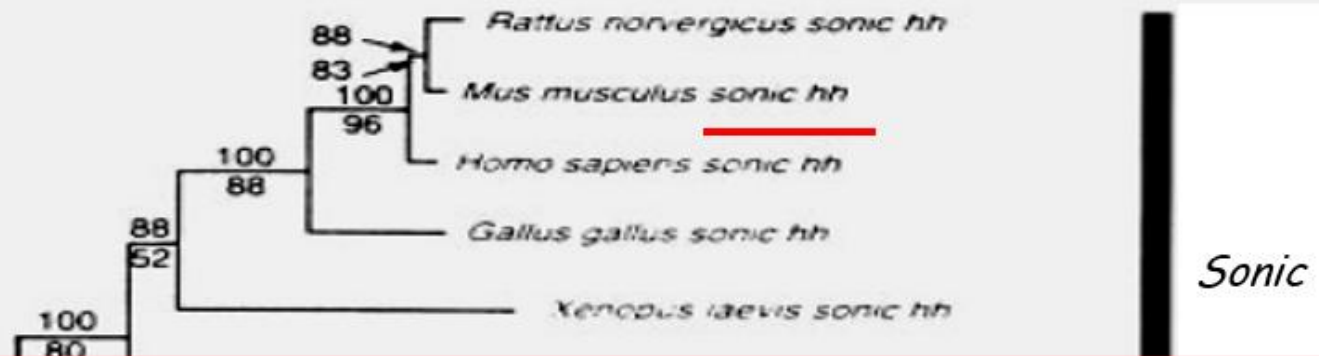 Rattus norvergicus sonic hh
88
83
Mus musculus sonic hh
100
96
Homo sapiens sonic hh
100
88
Gallus gallus sonic hh
88
52
Sonic
Xenopus laevis sonic hh
100
80